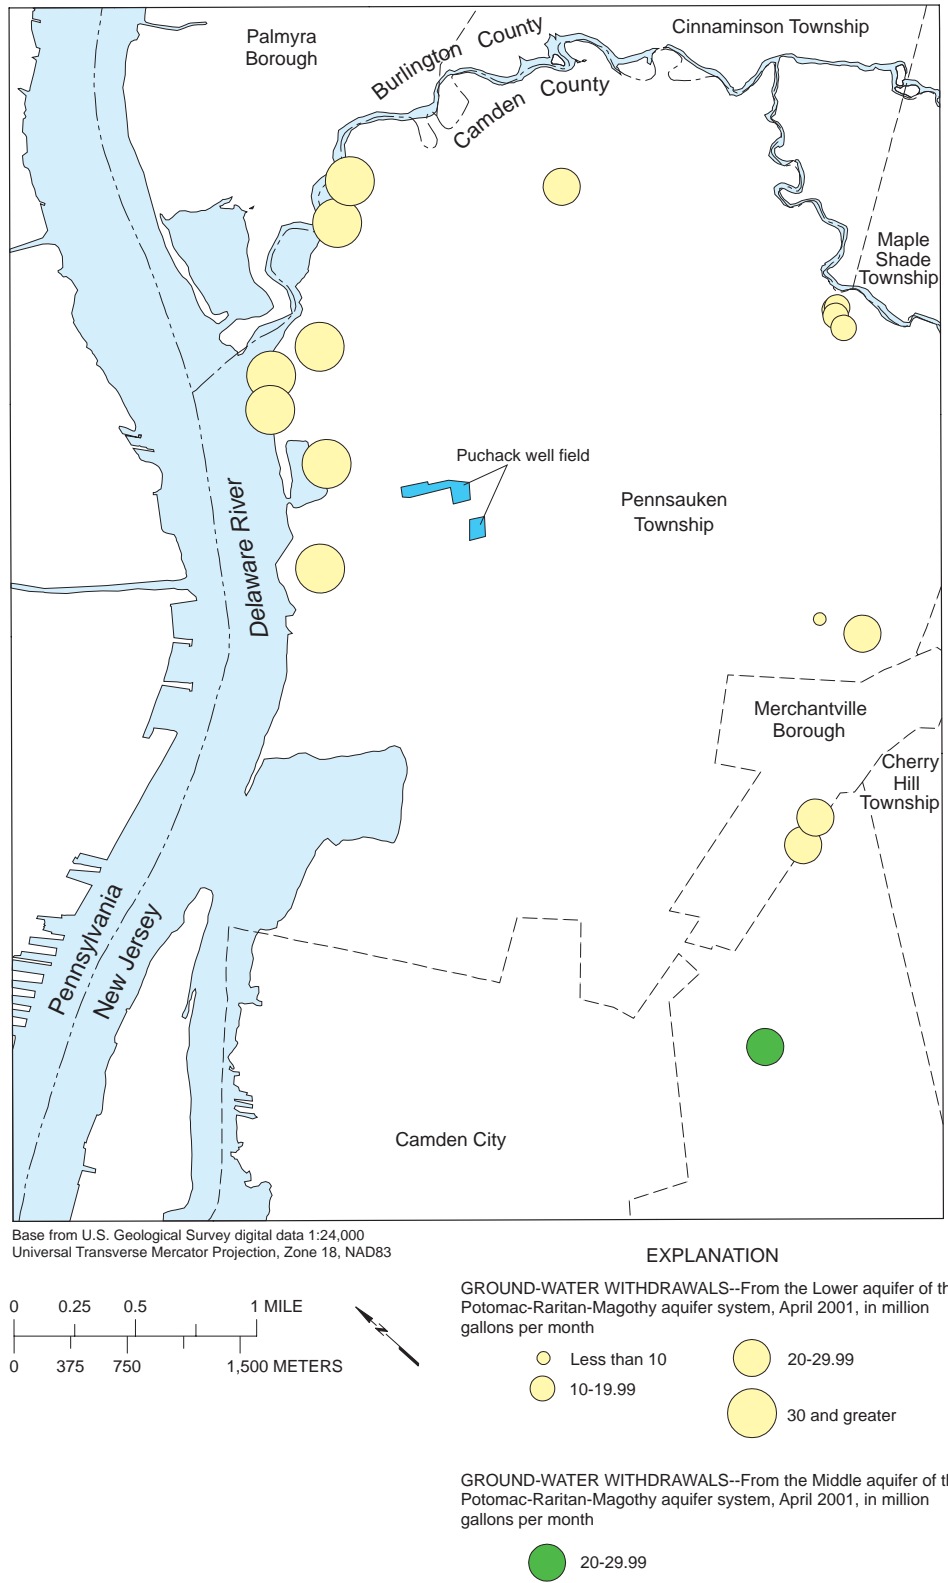 Palmyra
Borough
Burlington County
Cinnaminson Township
Camden County
Maple
Shade
Township
Puchack well field
Pennsauken
Township
Delaware River
Merchantville
Borough
Cherry
Hill
Township
Pennsylvania
New Jersey
Camden City
Base from U.S. Geological Survey digital data 1:24,000
Universal Transverse Mercator Projection, Zone 18, NAD83
0 0.25 0.5 1 MILE
0 375 750 1,500 METERS
N
EXPLANATION
GROUND-WATER WITHDRAWALS--From the Lower aquifer of th
Potomac-Raritan-Magothy aquifer system, April 2001, in million
gallons per month
Less than 10
20-29.99
10-19.99
30 and greater
GROUND-WATER WITHDRAWALS--From the Middle aquifer of th
Potomac-Raritan-Magothy aquifer system, April 2001, in million
gallons per month
20-29.99